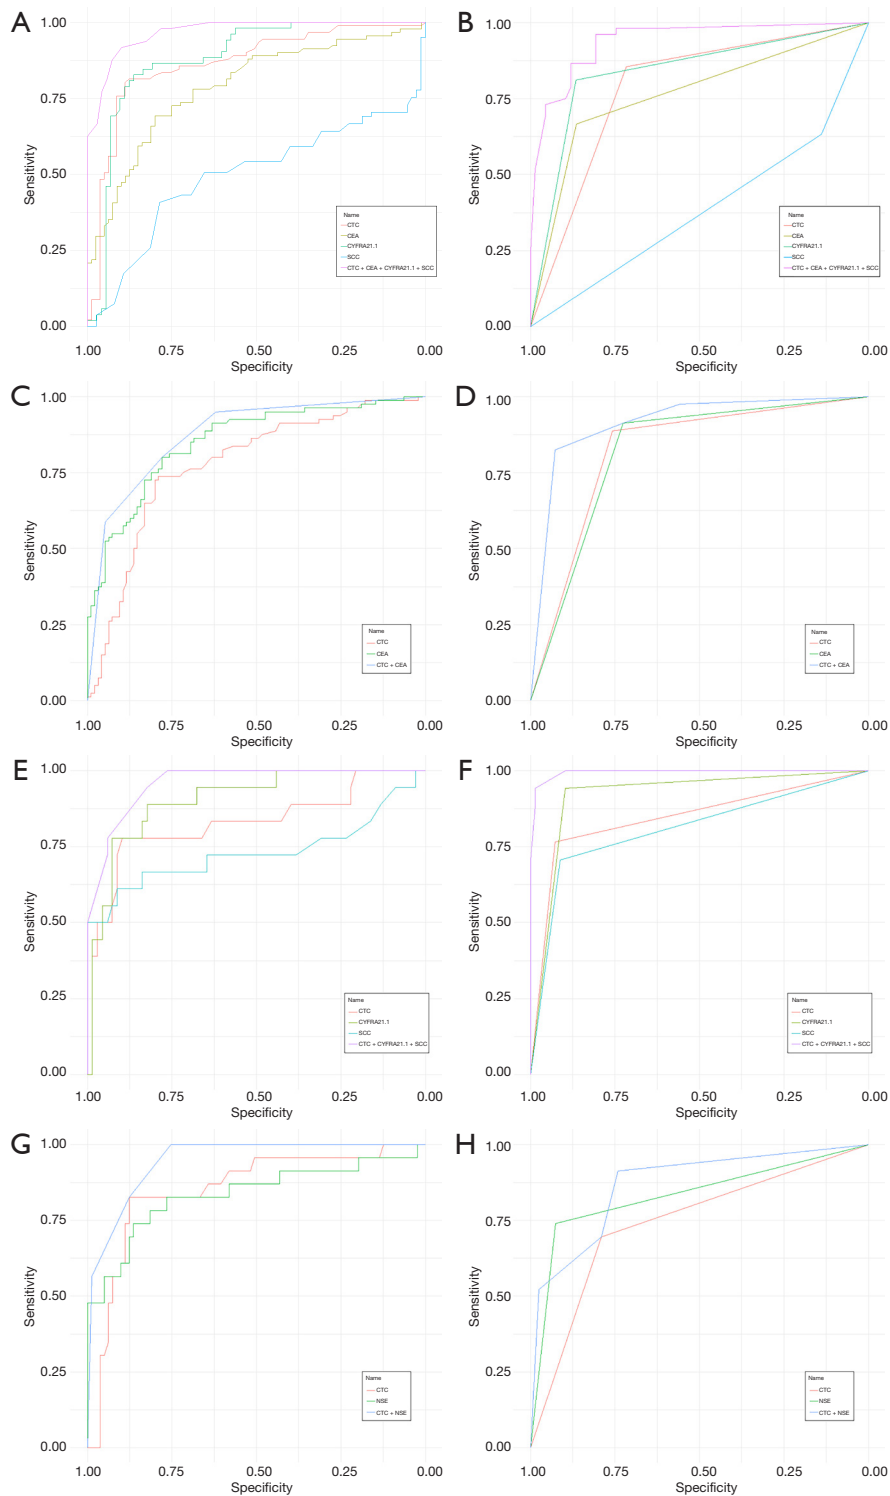 A
1.00
0.75
0.50
0.25
0.00
Sensitivity
Name
CTC
CEA
CYFRA21.1
SCC
CTC + CEA + CYFRA21.1 + SCC
1.00 0.75 0.50 0.25 0.00
Specificity
B
1.00
0.75
0.50
0.25
0.00
Sensitivity
Name
CTC
CEA
CYFRA21.1
SCC
CTC + CEA + CYFRA21.1 + SCC
1.00 0.75 0.50 0.25 0.00
Specificity
C
1.00
0.75
0.50
0.25
0.00
Sensitivity
Name
CTC
CEA
CTC + CEA
1.00 0.75 0.50 0.25 0.00
Specificity
D
1.00
0.75
0.50
0.25
0.00
Sensitivity
Name
CTC
CEA
CTC + CEA
1.00 0.75 0.50 0.25 0.00
Specificity
E
1.00
0.75
0.50
0.25
0.00
Sensitivity
Name
CTC
CYFRA21.1
SCC
CTC + CYFRA21.1 + SCC
1.00 0.75 0.50 0.25 0.00
Specificity
F
1.00
0.75
0.50
0.25
0.00
Sensitivity
Name
CTC
CYFRA21.1
SCC
CTC + CYFRA21.1 + SCC
1.00 0.75 0.50 0.25 0.00
Specificity
G
1.00
0.75
0.50
0.25
0.00
Sensitivity
Name
CTC
NSE
CTC + NSE
1.00 0.75 0.50 0.25 0.00
Specificity
H
1.00
0.75
0.50
0.25
0.00
Sensitivity
Name
CTC
NSE
CTC + NSE
1.00 0.75 0.50 0.25 0.00
Specificity